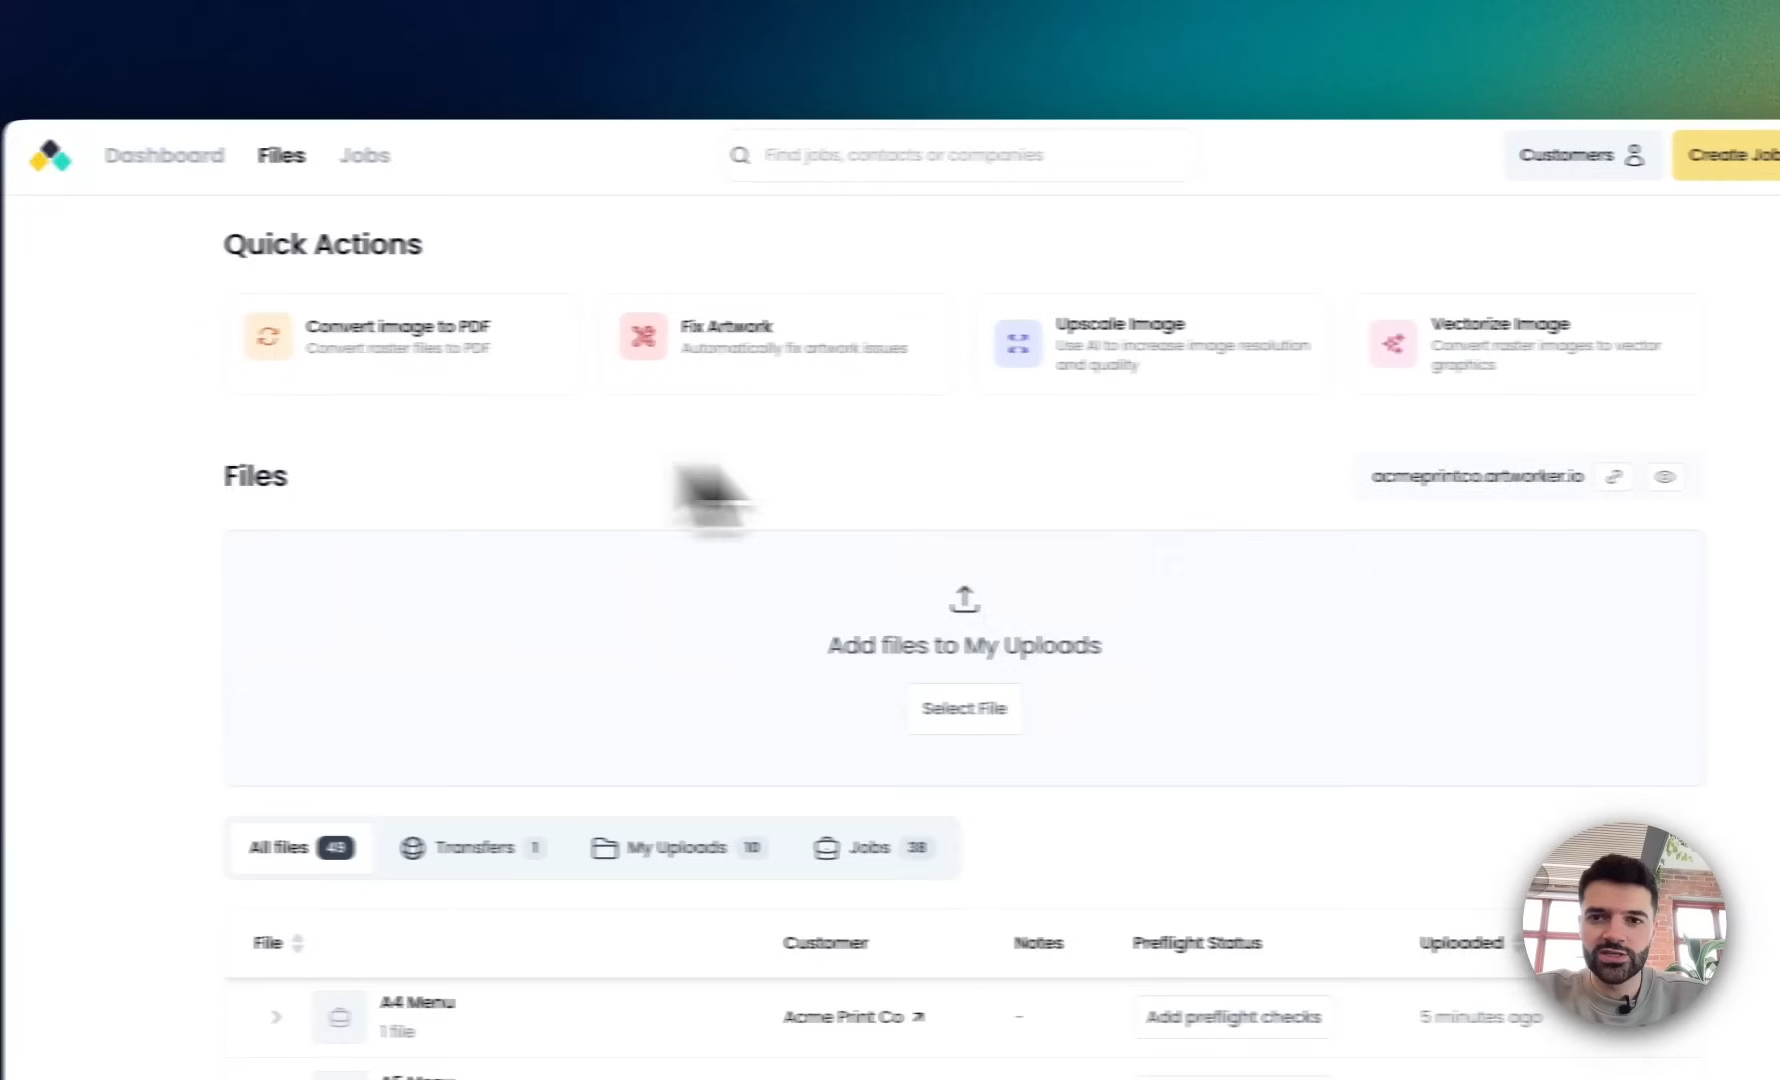 Dashboard Files Jobs Find jobs, contacts or companies Customers Create Job
Quick Actions
Convert image to PDF
Convert raster files to PDF
Fix Artwork
Automatically fix artwork issues
Upscale Image
Use AI to increase image resolution
and quality
Vectorize Image
Convert raster images to vector
graphics
Files
acmeprintco.artworker.io
Add files to My Uploads
Select File
All files 49 Transfers 1 My Uploads 10 Jobs 38
File Customer Notes Preflight Status Uploaded
A4 Menu
1 file
Acme Print Co - Add preflight checks 5 minutes ago